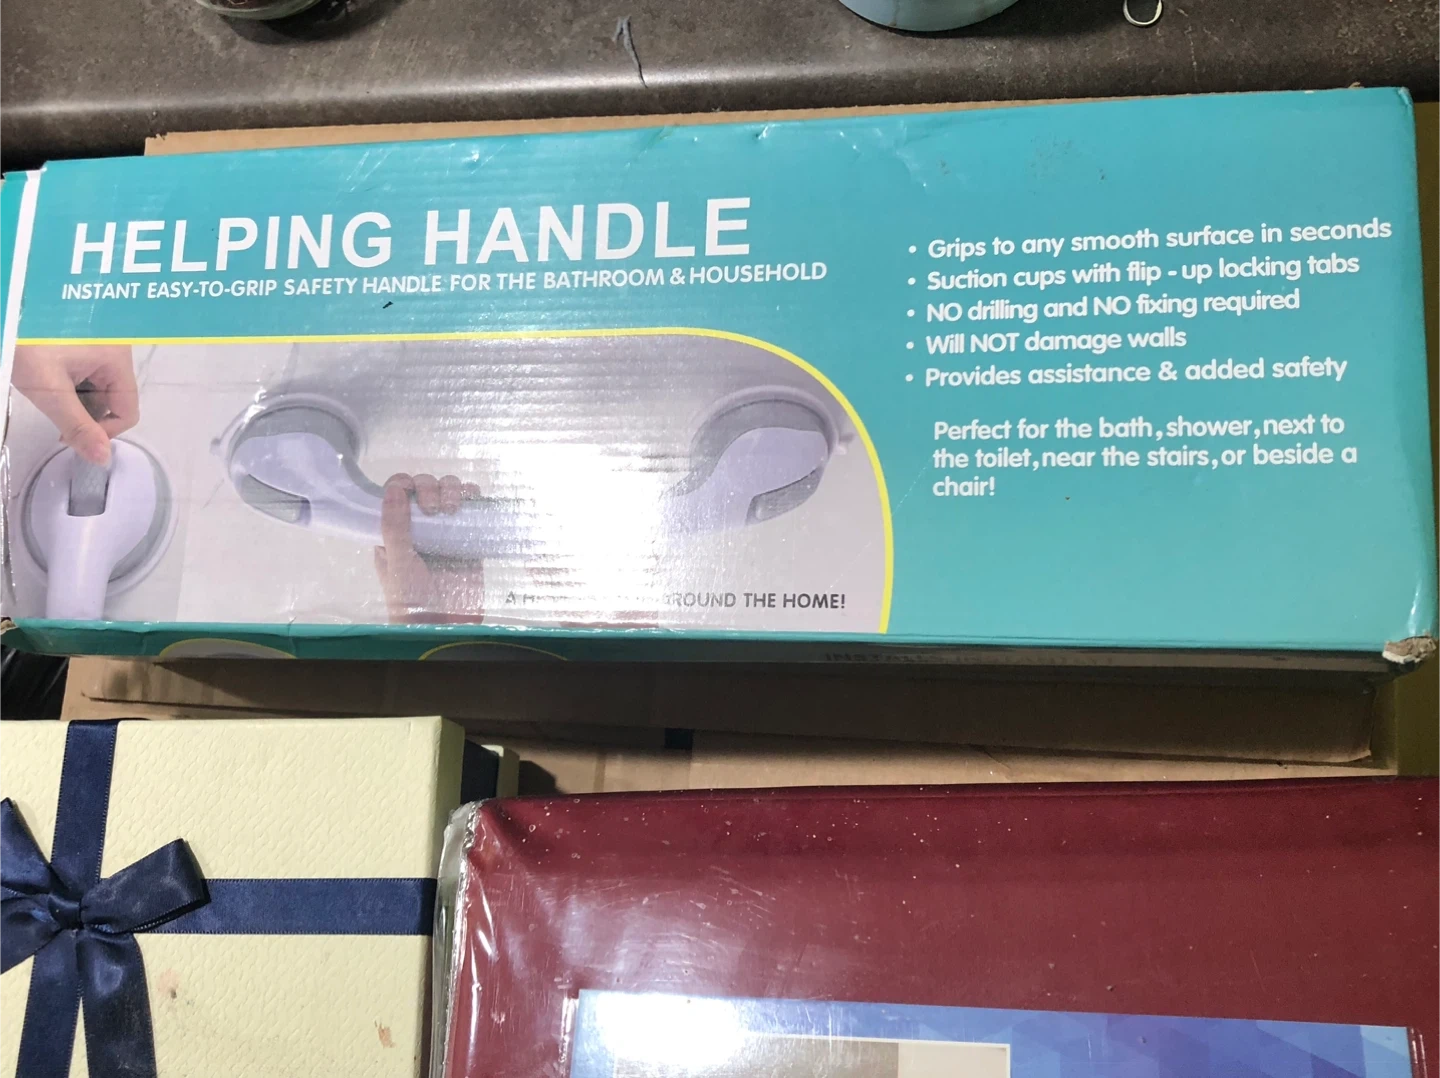 HELPING HANDLE
INSTANT EASY-TO-GRIP SAFETY HANDLE FOR THE BATHROOM & HOUSEHOLD
A
AROUND THE HOME!
• Grips to any smooth surface in seconds
• Suction cups with flip - up locking tabs
• NO drilling and NO fixing required
• Will NOT damage walls
• Provides assistance & added safety
Perfect for the bath, shower, next to
the toilet, near the stairs, or beside a
chair!